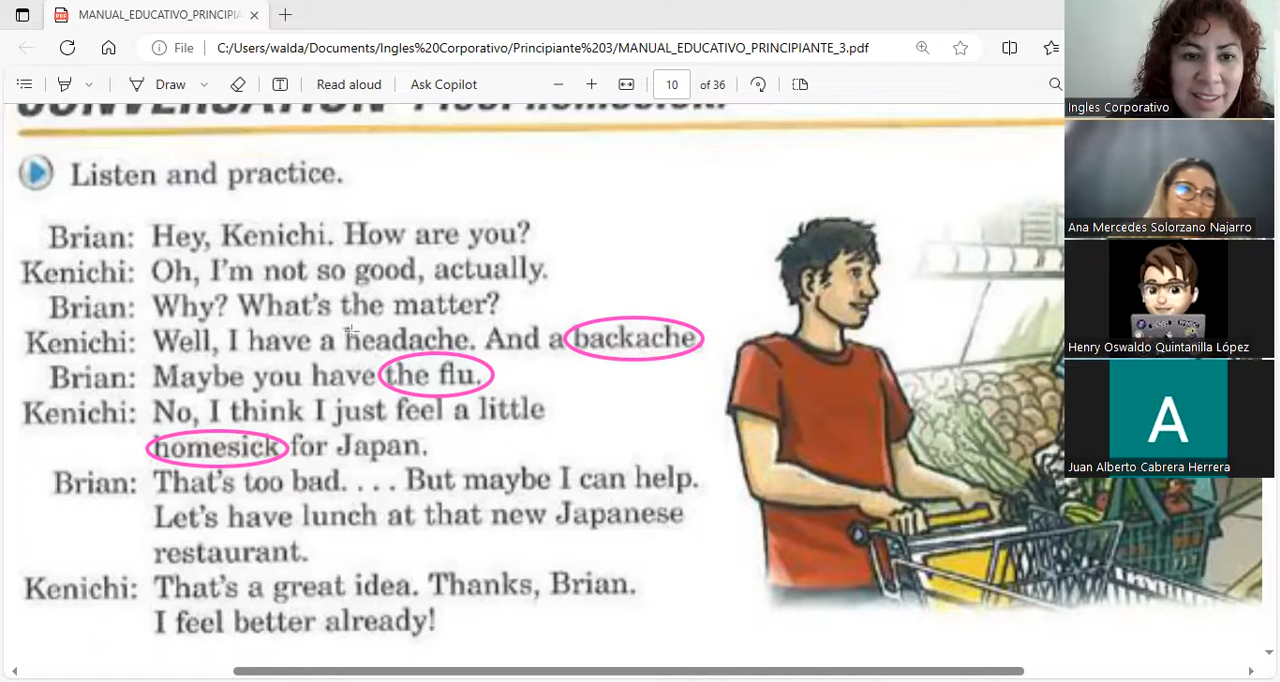 MANUAL_EDUCATIVO_PRINCIPIA
File C:/Users/walda/Documents/Ingles%20Corporativo/Principiante%203/MANUAL_EDUCATIVO_PRINCIPIANTE_3.pdf
Draw Read aloud Ask Copilot 10 of 36
CONVERSATION I feel homesick!
Listen and practice.
Brian: Hey, Kenichi. How are you?
Kenichi: Oh, I'm not so good, actually.
Brian: Why? What's the matter?
Kenichi: Well, I have a headache. And a backache
Brian: Maybe you have the flu.
Kenichi: No, I think I just feel a little
homesick for Japan.
Brian: That's too bad. . . . But maybe I can help.
Let's have lunch at that new Japanese
restaurant.
Kenichi: That's a great idea. Thanks, Brian.
I feel better already!
Ingles Corporativo
Ana Mercedes Solorzano Najarro
Henry Oswaldo Quintanilla López
A
Juan Alberto Cabrera Herrera